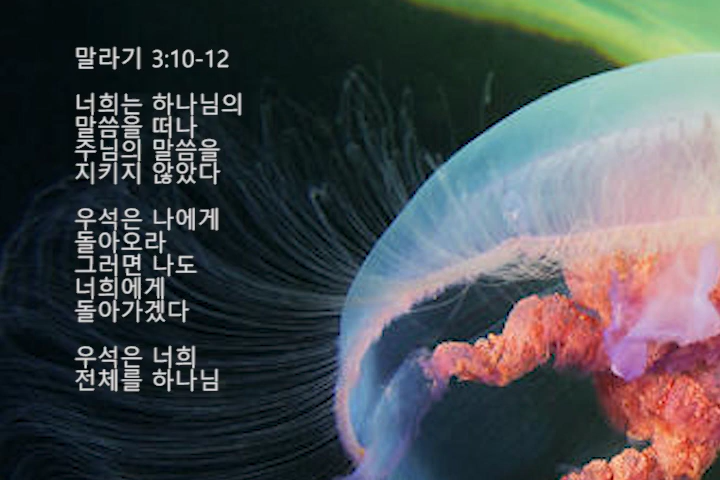 말라기 3:10-12
너희는 하나님의
말씀을 떠나
주님의 말씀을
지키지 않았다
우석은 나에게
돌아오라
그러면 나도
너희에게
돌아가겠다
우석은 너희
전체를 하나님